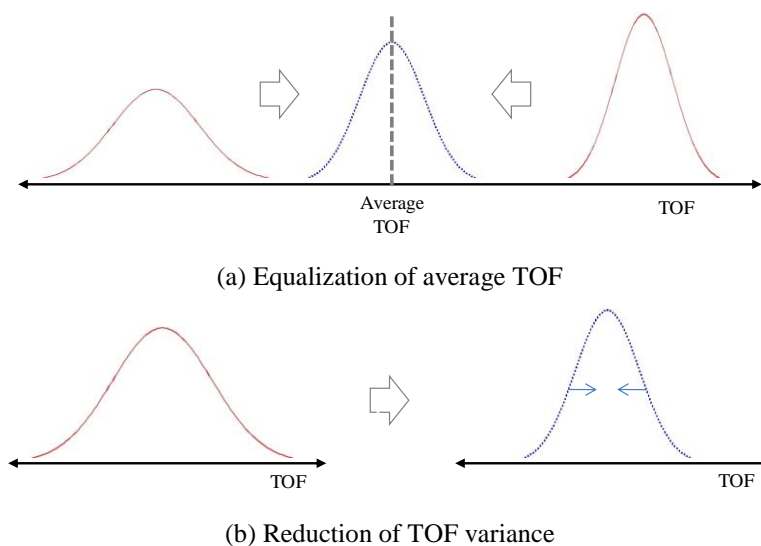 Average
TOF
TOF
(a) Equalization of average TOF
TOF
TOF
(b) Reduction of TOF variance